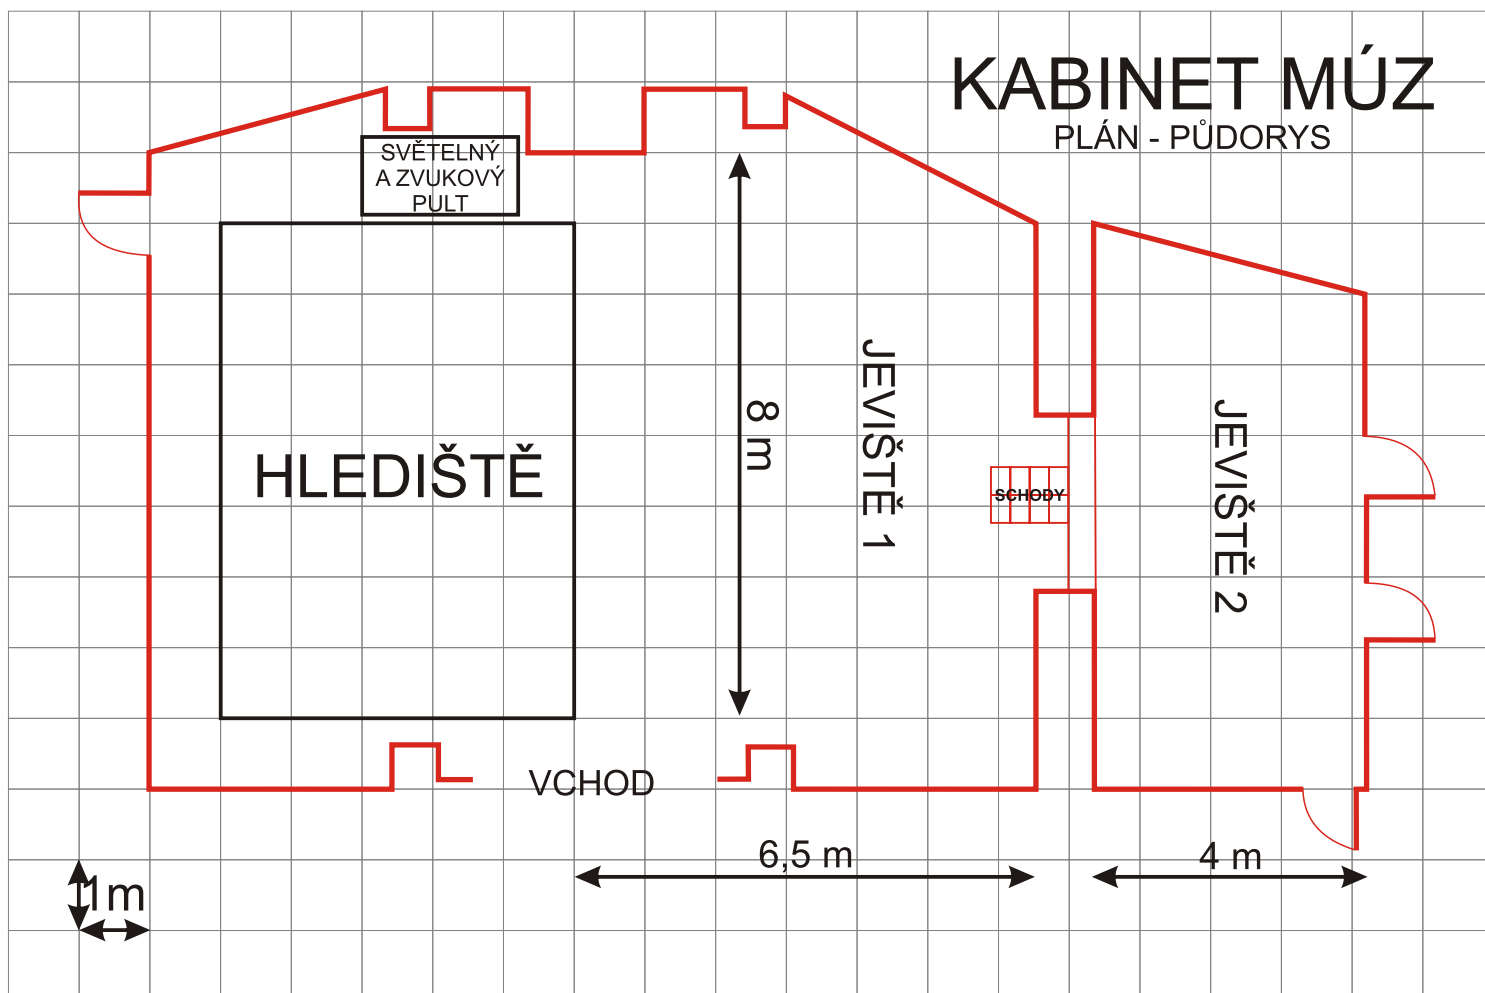 KABINET MÚZ
PLÁN - PŮDORYS
SVĚTELNÝ
A ZVUKOVÝ
PULT
HLEDIŠTĚ
8 m
JEVIŠTĚ 1
SCHODY
JEVIŠTĚ 2
VCHOD
6,5 m
4 m
1m